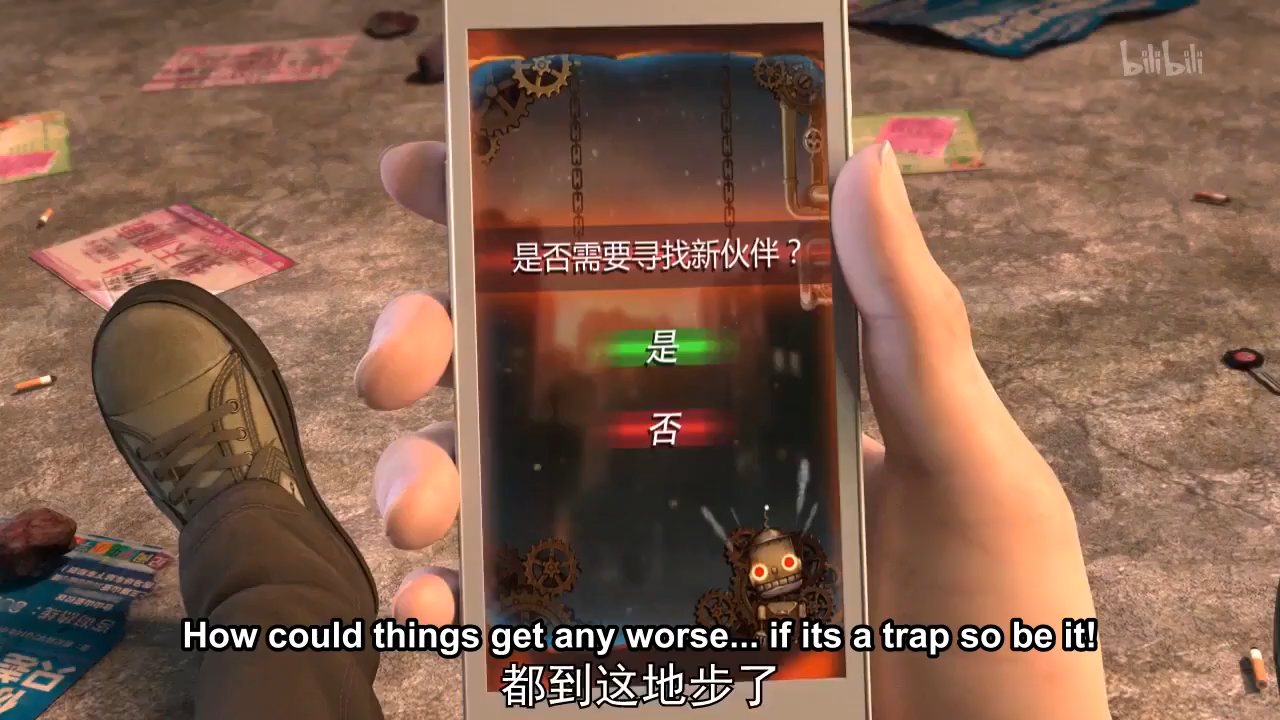 bilibili
是否需要寻找新伙伴？
是
否
How could things get any worse... if its a trap so be it!
都到这地步了